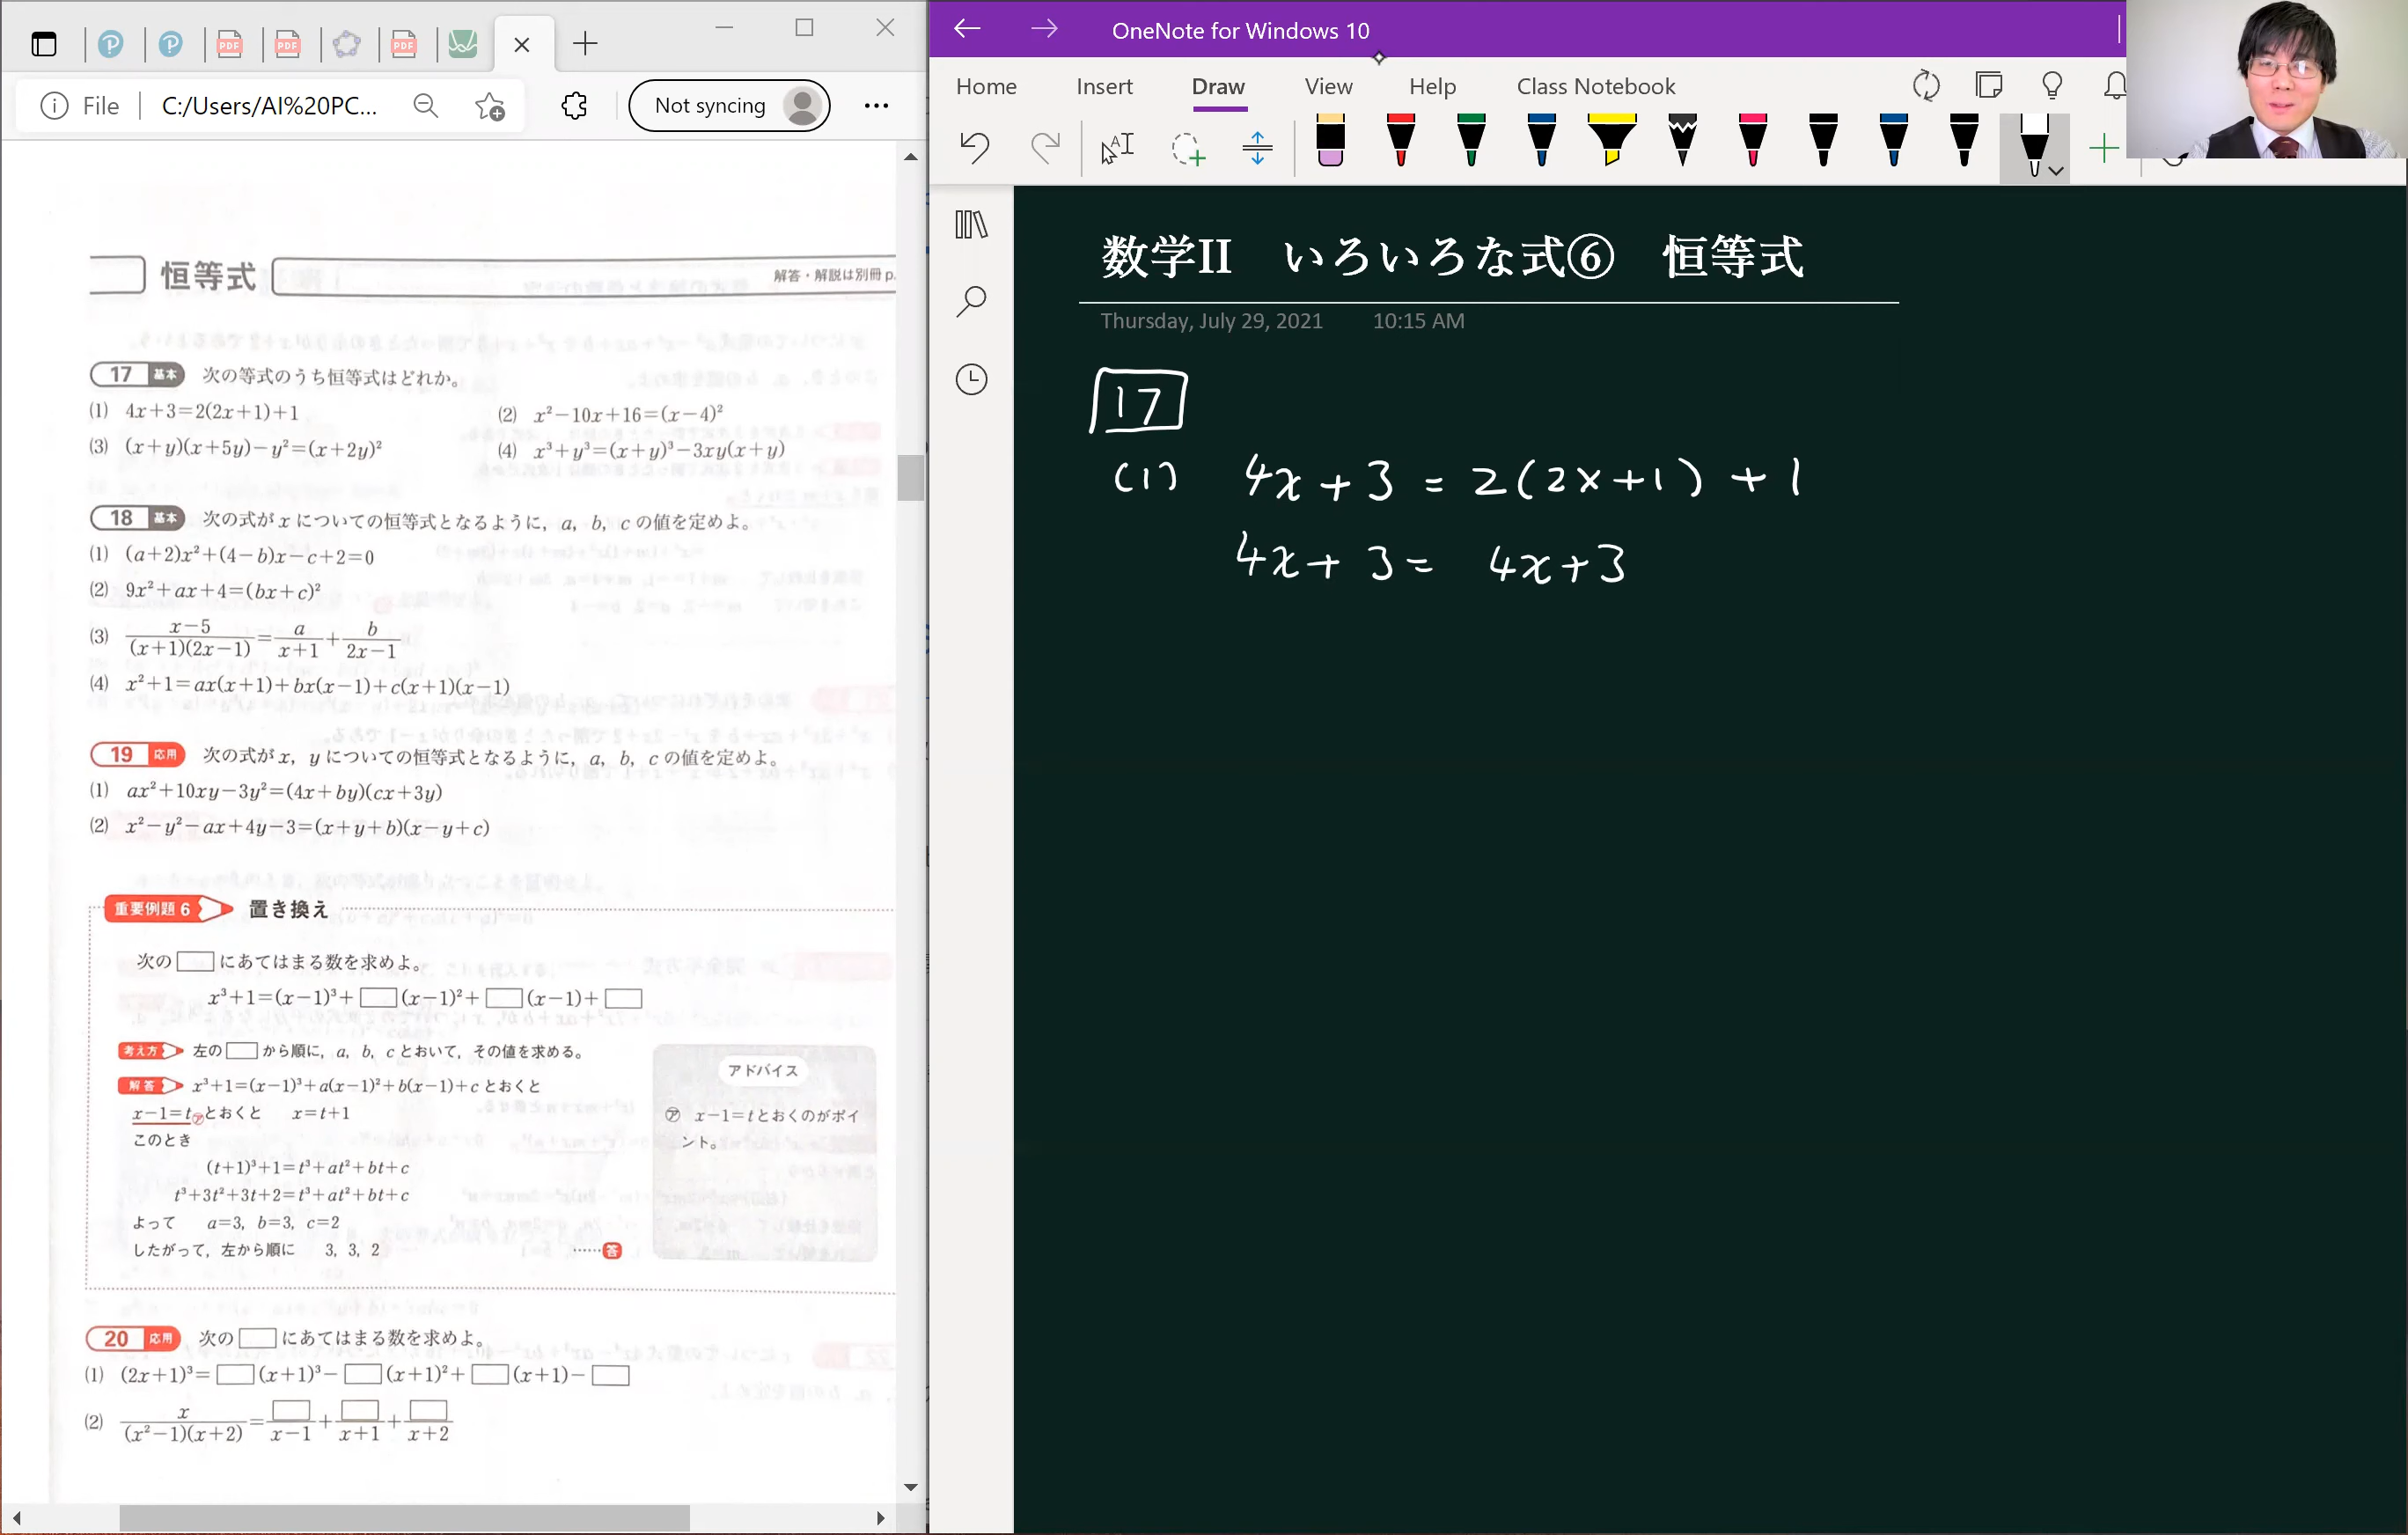 File C:/Users/AI%20PC... Not syncing
恒等式
解答・解説は別冊 p.
17 基本 次の等式のうち恒等式はどれか。
(1) 4x+3=2(2x+1)+1
(2) x²−10x+16=(x−4)²
(3) (x+y)(x+5y)−y²=(x+2y)²
(4) x³+y³=(x+y)³−3xy(x+y)
18 基本 次の式が x についての恒等式となるように, a, b, c の値を定めよ。
(1) (a+2)x²+(4−b)x−c+2=0
(2) 9x²+ax+4=(bx+c)²
(3) (x−5)/((x+1)(2x−1))=a/(x+1)+b/(2x−1)
(4) x²+1=ax(x+1)+bx(x−1)+c(x+1)(x−1)
19 応用 次の式が x, y についての恒等式となるように, a, b, c の値を定めよ。
(1) ax²+10xy−3y²=(4x+by)(cx+3y)
(2) x²−y²−ax+4y−3=(x+y+b)(x−y+c)
重要例題 6 置き換え
次の□にあてはまる数を求めよ。
x³+1=(x−1)³+□(x−1)²+□(x−1)+□
考え方 左の□から順に, a, b, c とおいて, その値を求める。
解答 x³+1=(x−1)³+a(x−1)²+b(x−1)+c とおくと
x−1=t㋐とおくと x=t+1
このとき
(t+1)³+1=t³+at²+bt+c
t³+3t²+3t+2=t³+at²+bt+c
よって a=3, b=3, c=2
したがって, 左から順に 3, 3, 2 ……答
アドバイス
㋐ x−1=tとおくのがポイ
ント。
20 応用 次の□にあてはまる数を求めよ。
(1) (2x+1)³=□(x+1)³−□(x+1)²+□(x+1)−□
(2) x/((x²−1)(x+2))=□/(x−1)+□/(x+1)+□/(x+2)
OneNote for Windows 10
Home Insert Draw View Help Class Notebook
数学II いろいろな式⑥ 恒等式
Thursday, July 29, 2021 10:15 AM
17
(1) 4x+3=2(2x+1)+1
4x+3=4x+3